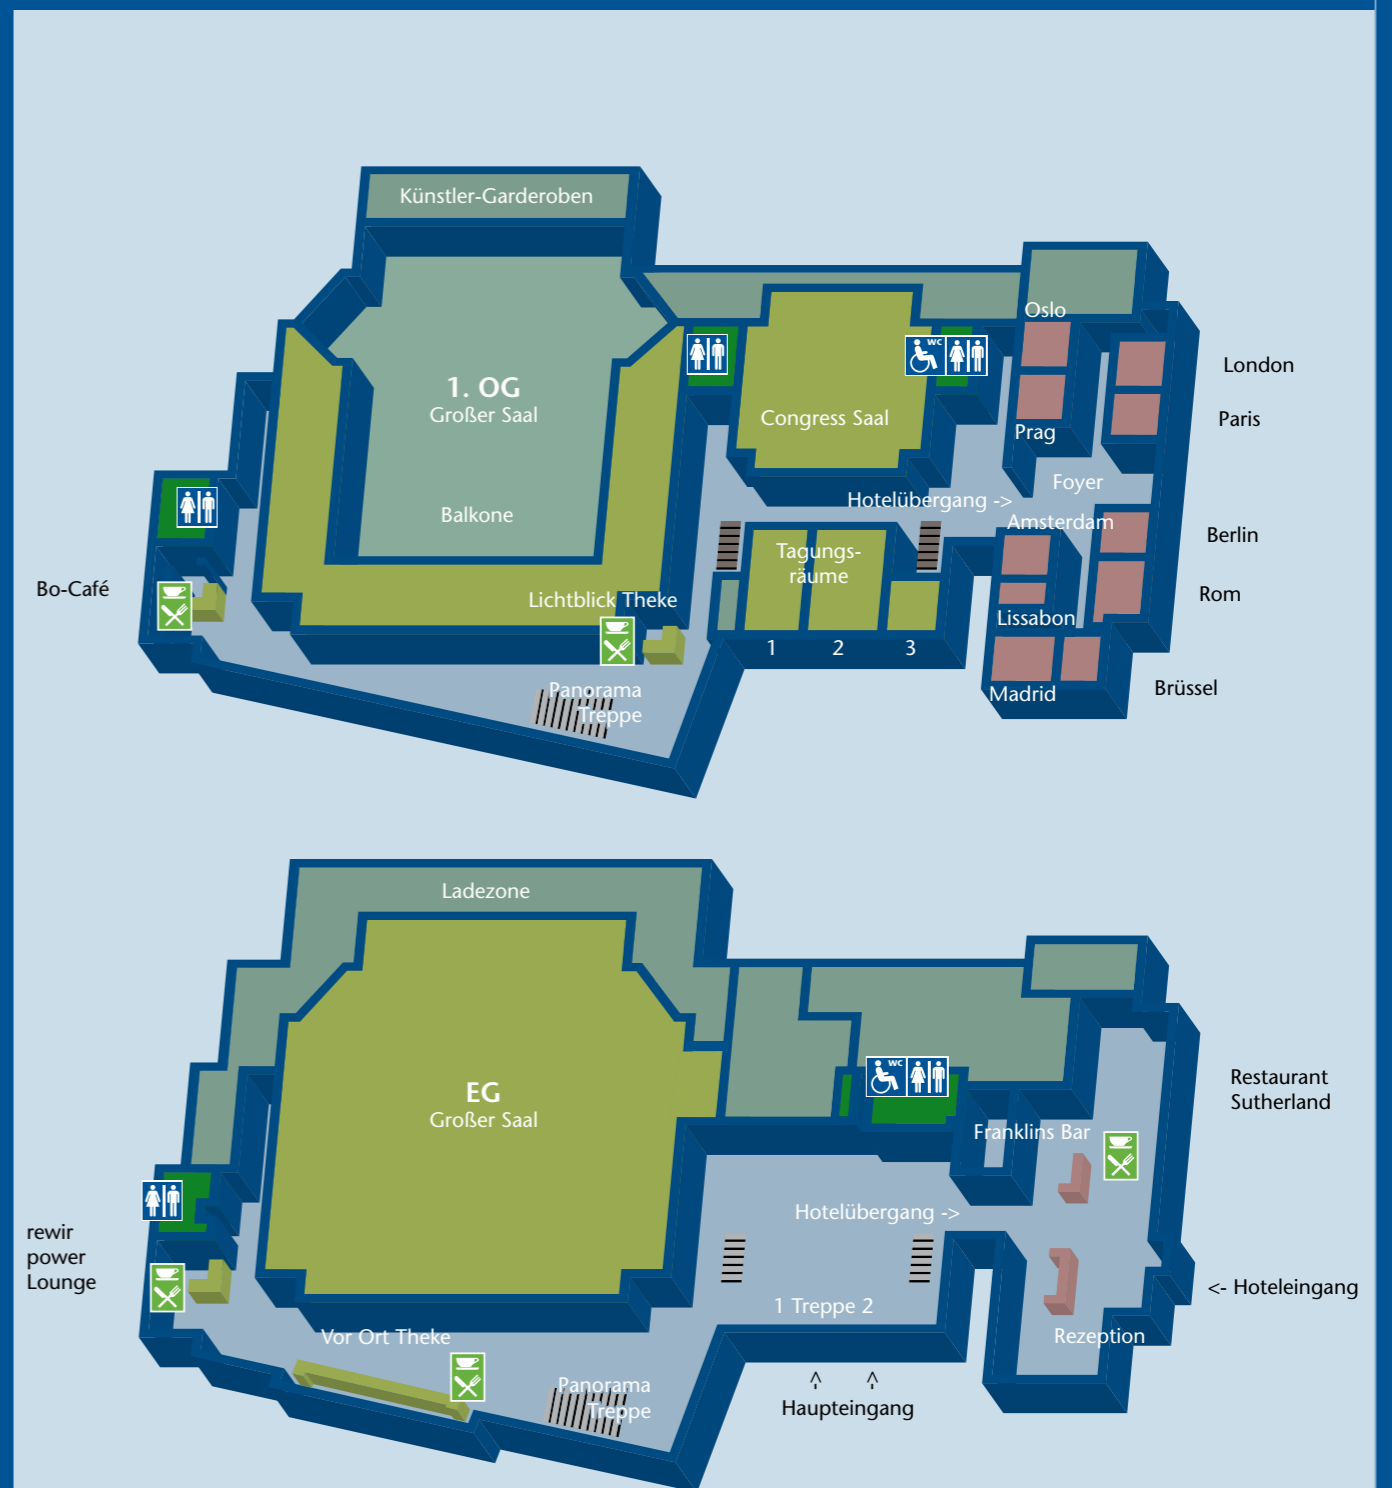 Künstler-Garderoben
Oslo
London
1. OG
Großer Saal
WC
Paris
Congress Saal
Prag
Foyer
Hotelübergang ->
Balkone
Amsterdam
Berlin
Tagungs-
räume
Bo-Café
Lichtblick Theke
Rom
Lissabon
1 2 3
Panorama
Treppe
Madrid
Brüssel
Ladezone
EG
Großer Saal
WC
Restaurant
Sutherland
Franklins Bar
Hotelübergang ->
rewir
power
Lounge
<- Hoteleingang
1 Treppe 2
Vor Ort Theke
Rezeption
Panorama
Treppe
^ ^
Haupteingang